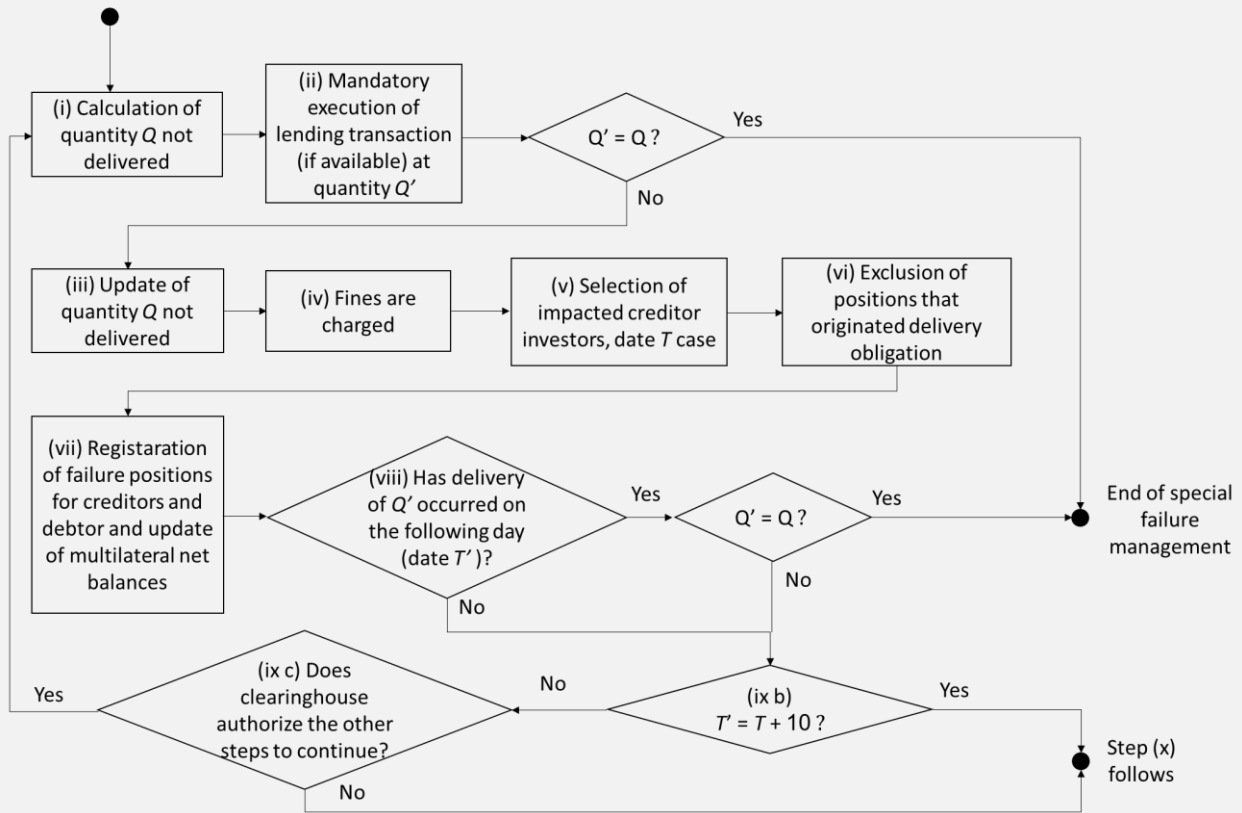 (i) Calculation of
quantity Q not
delivered
(ii) Mandatory
execution of
lending transaction
(if available) at
quantity Q’
Q’ = Q ?
Yes
No
(iii) Update of
quantity Q not
delivered
(iv) Fines are
charged
(v) Selection of
impacted creditor
investors, date T case
(vi) Exclusion of
positions that
originated delivery
obligation
(vii) Registaration
of failure positions
for creditors and
debtor and update
of multilateral net
balances
(viii) Has delivery
of Q’ occurred on
the following day
(date T’ )?
Yes
No
Q’ = Q ?
Yes
No
End of special
failure
management
(ix c) Does
clearinghouse
authorize the other
steps to continue?
Yes
No
No
(ix b)
T’ = T + 10 ?
Yes
Step (x)
follows